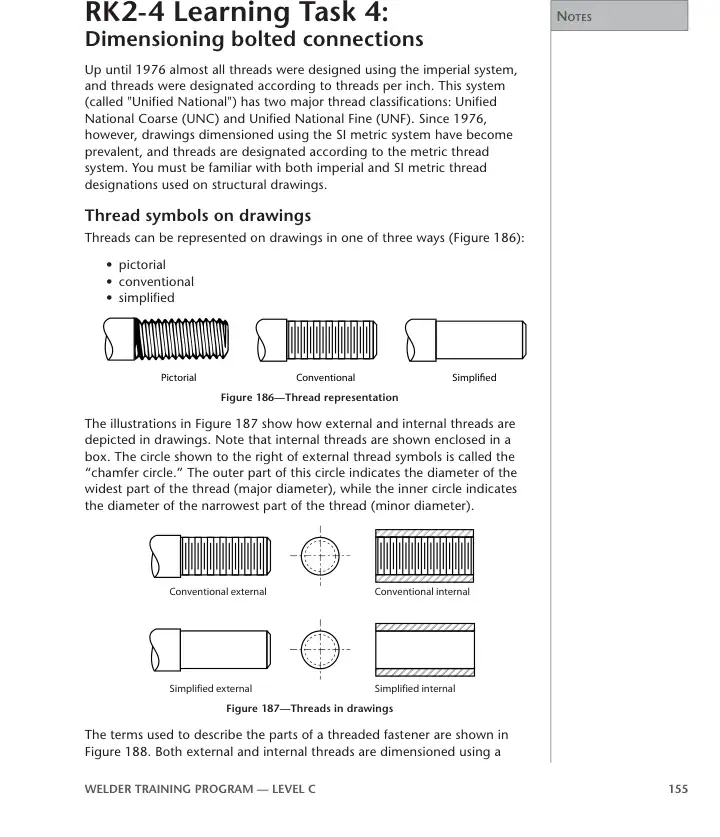 RK2-4 Learning Task 4:
Dimensioning bolted connections
NOTES
Up until 1976 almost all threads were designed using the imperial system,
and threads were designated according to threads per inch. This system
(called "Unified National") has two major thread classifications: Unified
National Coarse (UNC) and Unified National Fine (UNF). Since 1976,
however, drawings dimensioned using the SI metric system have become
prevalent, and threads are designated according to the metric thread
system. You must be familiar with both imperial and SI metric thread
designations used on structural drawings.
Thread symbols on drawings
Threads can be represented on drawings in one of three ways (Figure 186):
• pictorial
• conventional
• simplified
Pictorial Conventional Simplified
Figure 186—Thread representation
The illustrations in Figure 187 show how external and internal threads are
depicted in drawings. Note that internal threads are shown enclosed in a
box. The circle shown to the right of external thread symbols is called the
“chamfer circle.” The outer part of this circle indicates the diameter of the
widest part of the thread (major diameter), while the inner circle indicates
the diameter of the narrowest part of the thread (minor diameter).
Conventional external Conventional internal
Simplified external Simplified internal
Figure 187—Threads in drawings
The terms used to describe the parts of a threaded fastener are shown in
Figure 188. Both external and internal threads are dimensioned using a
WELDER TRAINING PROGRAM — LEVEL C 155